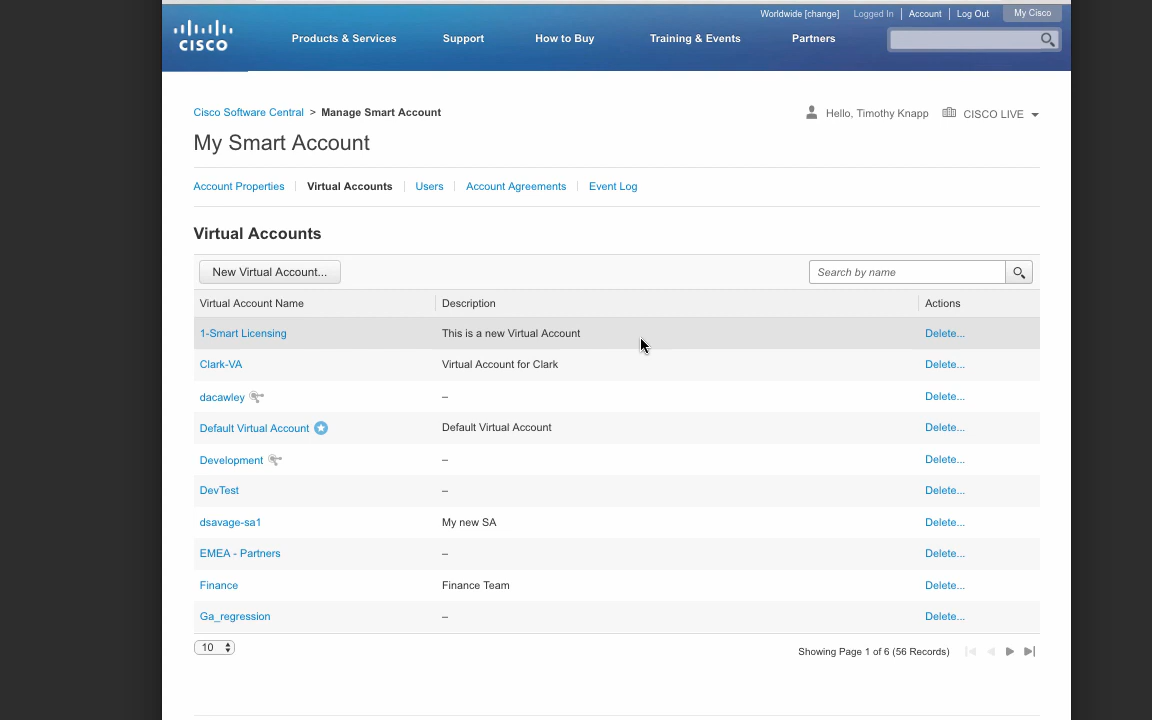 Worldwide [change] Logged In Account Log Out My Cisco
CISCO
Products & Services Support How to Buy Training & Events Partners
Cisco Software Central > Manage Smart Account
Hello, Timothy Knapp CISCO LIVE
My Smart Account
Account Properties Virtual Accounts Users Account Agreements Event Log
Virtual Accounts
New Virtual Account... Search by name
Virtual Account Name Description Actions
1-Smart Licensing This is a new Virtual Account Delete...
Clark-VA Virtual Account for Clark Delete...
dacawley – Delete...
Default Virtual Account Default Virtual Account Delete...
Development – Delete...
DevTest – Delete...
dsavage-sa1 My new SA Delete...
EMEA - Partners – Delete...
Finance Finance Team Delete...
Ga_regression – Delete...
10 Showing Page 1 of 6 (56 Records)